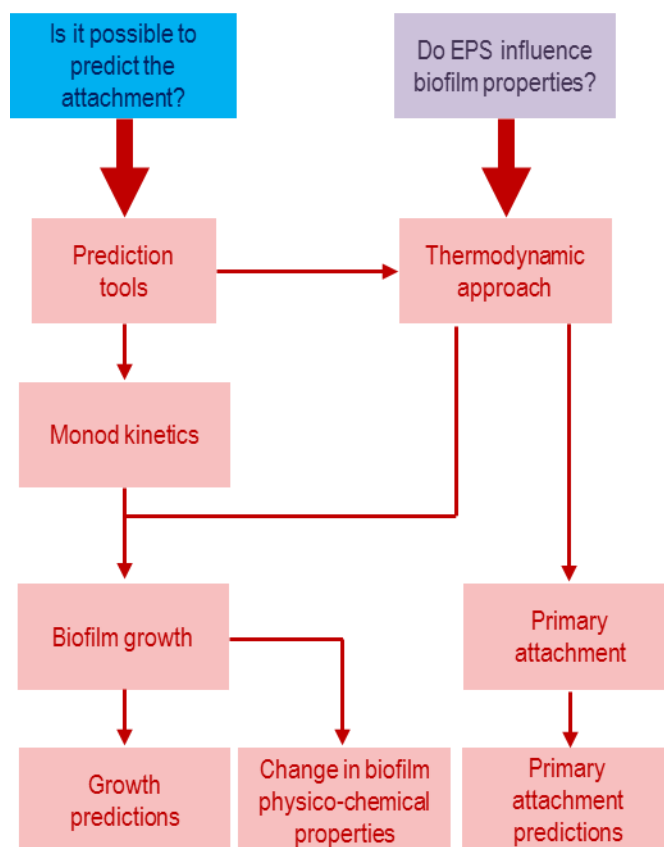 Is it possible to
predict the
attachment?
Do EPS influence
biofilm properties?
Prediction
tools
Thermodynamic
approach
Monod kinetics
Biofilm growth
Primary
attachment
Growth
predictions
Change in biofilm
physico-chemical
properties
Primary
attachment
predictions